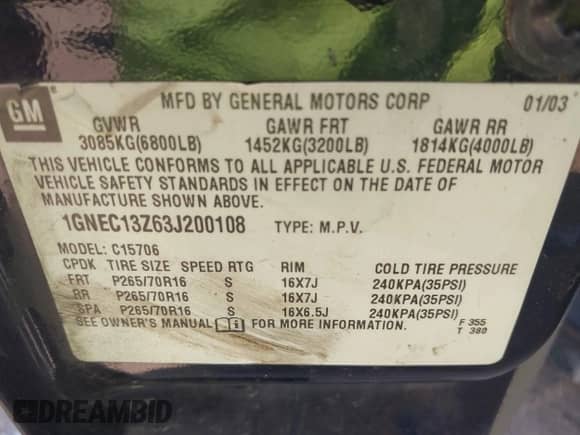 GM
MFD BY GENERAL MOTORS CORP 01/03
GVWR GAWR FRT GAWR RR
3085KG(6800LB) 1452KG(3200LB) 1814KG(4000LB)
THIS VEHICLE CONFORMS TO ALL APPLICABLE U.S. FEDERAL MOTOR
VEHICLE SAFETY STANDARDS IN EFFECT ON THE DATE OF
MANUFACTURE SHOWN ABOVE.
1GNEC13Z63J200108 TYPE: M.P.V.
MODEL: C15706
CPDK TIRE SIZE SPEED RTG RIM COLD TIRE PRESSURE
FRT P265/70R16 S 16X7J 240KPA(35PSI)
RR P265/70R16 S 16X7J 240KPA(35PSI)
SPA P265/70R16 S 16X6.5J 240KPA(35PSI)
SEE OWNER'S MANUAL FOR MORE INFORMATION. F 355
T 380
DREAMBID